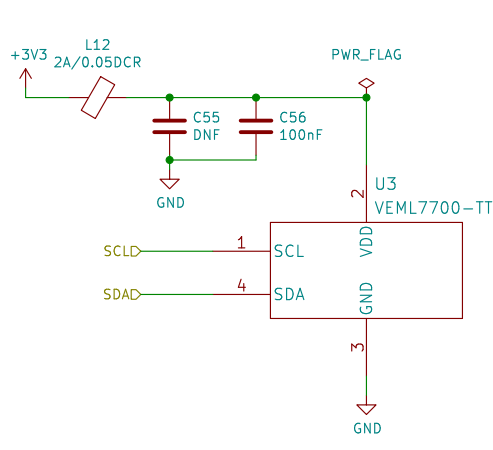 L12
+3V3
2A/0.05DCR
PWR_FLAG
C55
DNF
C56
100nF
GND
U3
VEML7700-TT
2
VDD
SCL
1
SCL
SDA
4
SDA
GND
3
GND